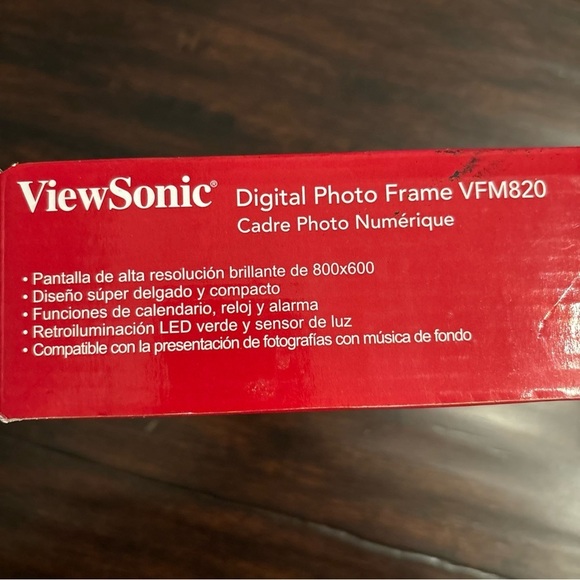 ViewSonic® Digital Photo Frame VFM820
Cadre Photo Numérique
• Pantalla de alta resolución brillante de 800x600
• Diseño súper delgado y compacto
• Funciones de calendario, reloj y alarma
• Retroiluminación LED verde y sensor de luz
• Compatible con la presentación de fotografías con música de fondo